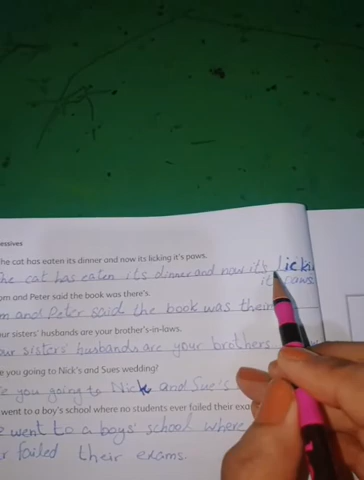 essives
he cat has eaten its dinner and now its licking it's paws.
he cat has eaten its dinner and now it's licki
paws.
om and Peter said the book was there's.
m and Peter said the book was their
our sisters' husbands are your brother's-in-laws.
our sisters' husbands are your brothers
e you going to Nick's and Sues wedding?
e you going to Nick and Sue's
went to a boy's school where no students ever failed their exa
e went to a boys' school where
r failed their exams.